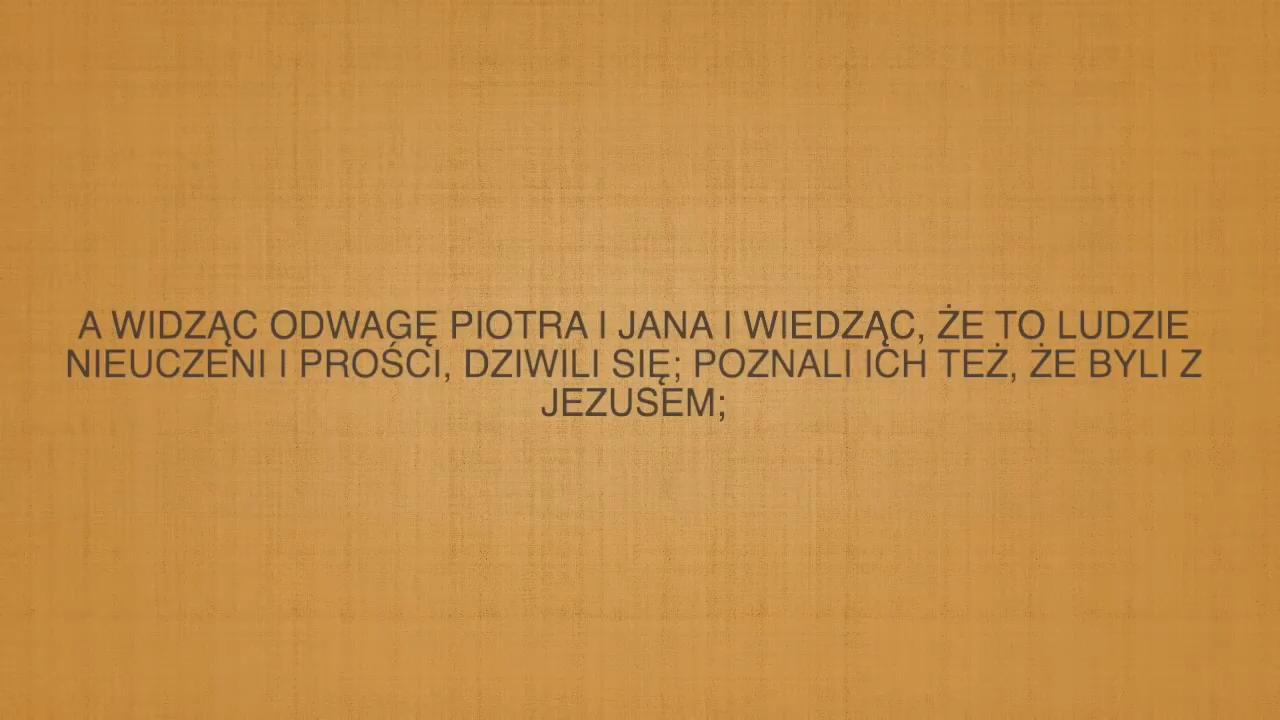 A WIDZĄC ODWAGĘ PIOTRA I JANA I WIEDZĄC, ŻE TO LUDZIE
NIEUCZENI I PROŚCI, DZIWILI SIĘ; POZNALI ICH TEŻ, ŻE BYLI Z
JEZUSEM;